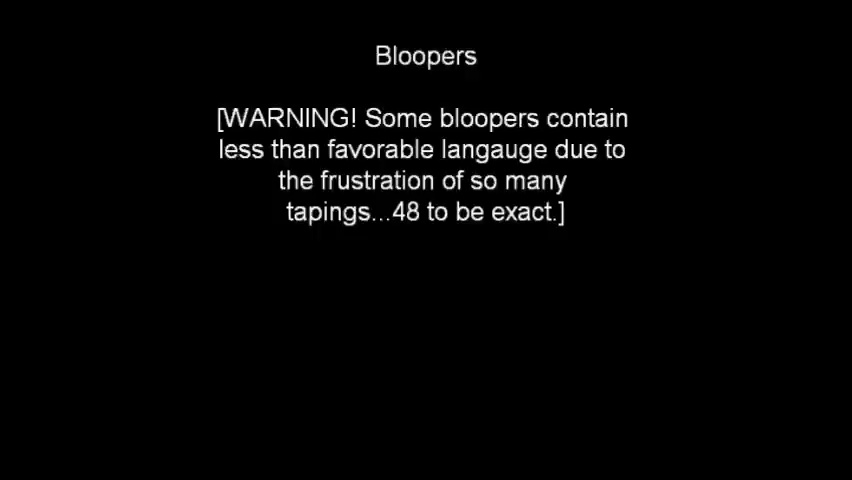 Bloopers
[WARNING! Some bloopers contain
less than favorable langauge due to
the frustration of so many
tapings...48 to be exact.]